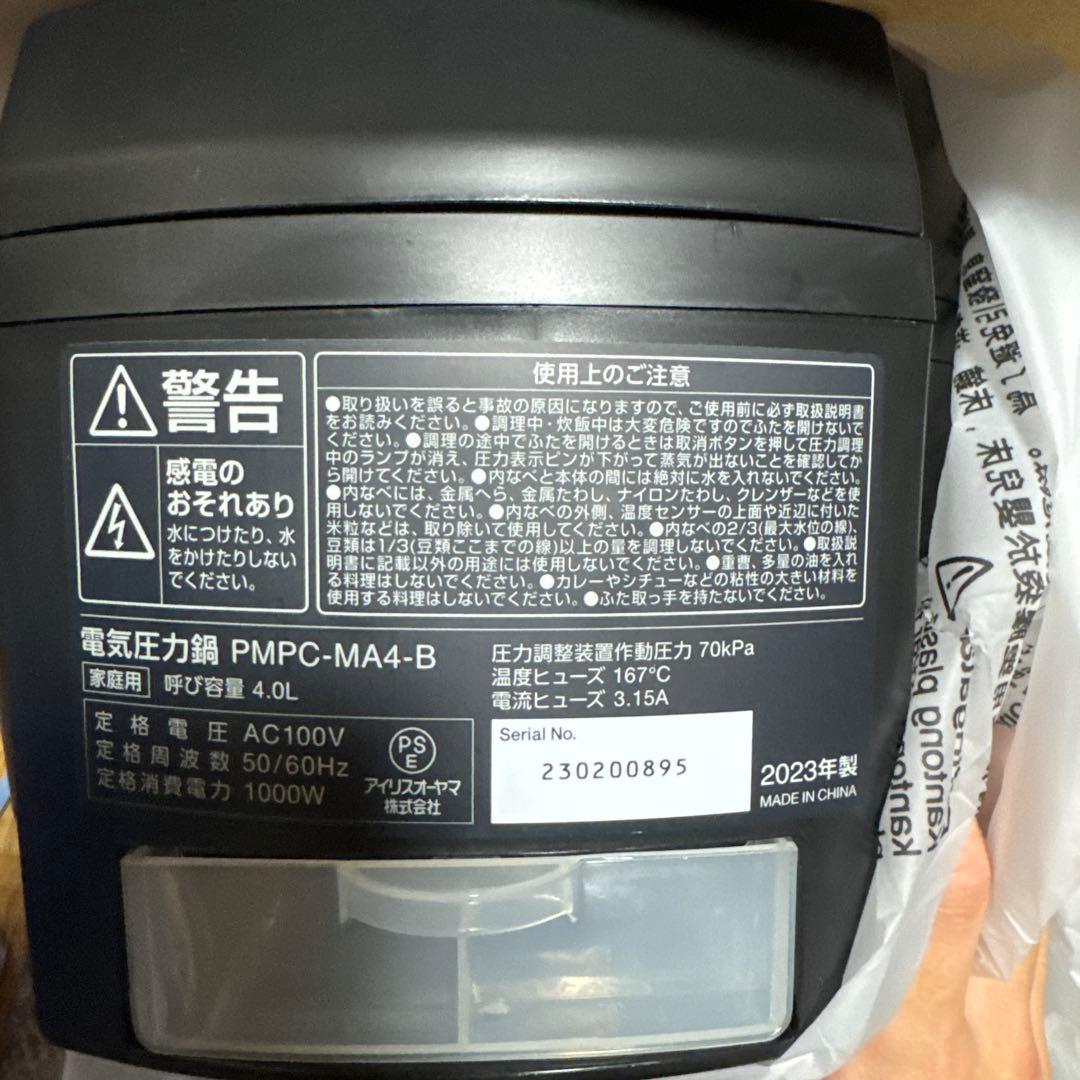 警告
感電の
おそれあり
水につけたり、水
をかけたりしない
でください。
使用上のご注意
●取り扱いを誤ると事故の原因になりますので、ご使用前に必ず取扱説明書
をお読みください。●調理中・炊飯中は大変危険ですのでふたを開けないで
ください。●調理の途中でふたを開けるときは取消ボタンを押して圧力調理
中のランプが消え、圧力表示ピンが下がって蒸気が出ないことを確認してか
ら開けてください。●内なべと本体の間には絶対に水を入れないでください。
●内なべには、金属へら、金属たわし、ナイロンたわし、クレンザーなどを使
用しないでください。●内なべの外側、温度センサーの上面や近辺に付いた
米粒などは、取り除いて使用してください。●内なべの2/3(最大水位の線)、
豆類は1/3(豆類ここまでの線)以上の量を調理しないでください。●取扱説
明書に記載以外の用途には使用しないでください。●重曹、多量の油を入れ
る料理はしないでください。●カレーやシチューなどの粘性の大きい材料を
使用する料理はしないでください。●ふた取っ手を持たないでください。
電気圧力鍋 PMPC-MA4-B
家庭用 呼び容量 4.0L
定格電圧 AC100V
定格周波数 50/60Hz
定格消費電力 1000W
PS
E
アイリスオーヤマ
株式会社
圧力調整装置作動圧力 70kPa
温度ヒューズ 167℃
電流ヒューズ 3.15A
Serial No.
230200895
2023年製
MADE IN CHINA
kantong plast